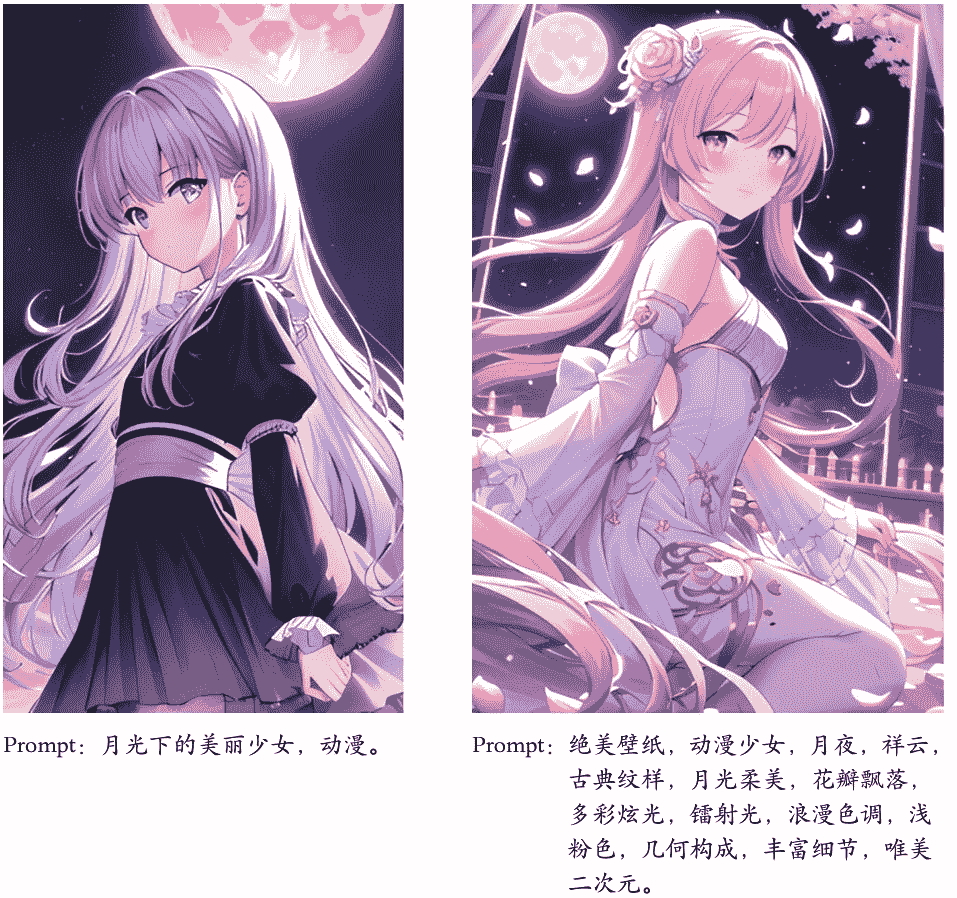 Prompt：月光下的美丽少女，动漫。
Prompt：绝美壁纸，动漫少女，月夜，祥云，
古典纹样，月光柔美，花瓣飘落，
多彩炫光，镭射光，浪漫色调，浅
粉色，几何构成，丰富细节，唯美
二次元。